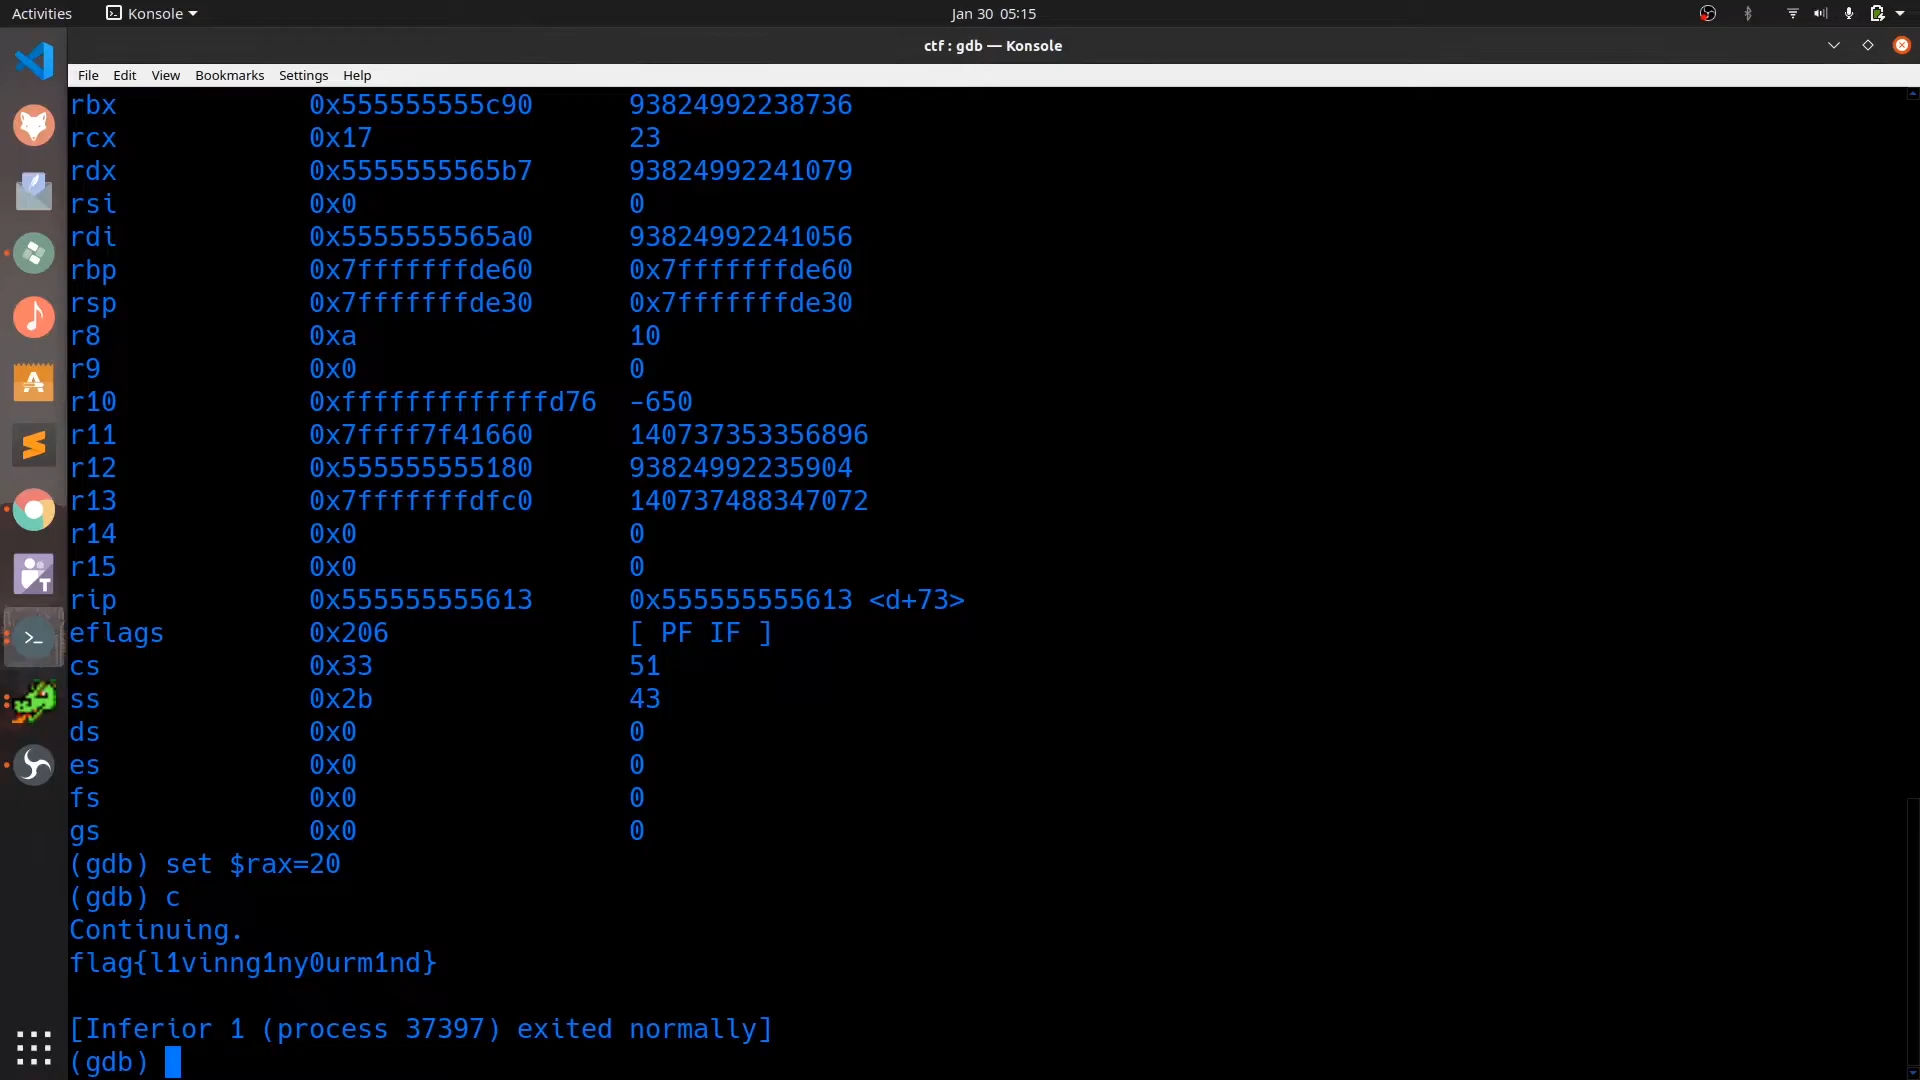 Activities Konsole Jan 30 05:15
ctf : gdb — Konsole
File Edit View Bookmarks Settings Help
rbx 0x555555555c90 93824992238736
rcx 0x17 23
rdx 0x5555555565b7 93824992241079
rsi 0x0 0
rdi 0x5555555565a0 93824992241056
rbp 0x7fffffffde60 0x7fffffffde60
rsp 0x7fffffffde30 0x7fffffffde30
r8 0xa 10
r9 0x0 0
r10 0xfffffffffffffd76 -650
r11 0x7ffff7f41660 140737353356896
r12 0x555555555180 93824992235904
r13 0x7fffffffdfc0 140737488347072
r14 0x0 0
r15 0x0 0
rip 0x555555555613 0x555555555613 <d+73>
eflags 0x206 [ PF IF ]
cs 0x33 51
ss 0x2b 43
ds 0x0 0
es 0x0 0
fs 0x0 0
gs 0x0 0
(gdb) set $rax=20
(gdb) c
Continuing.
flag{l1vinng1ny0urm1nd}
[Inferior 1 (process 37397) exited normally]
(gdb)